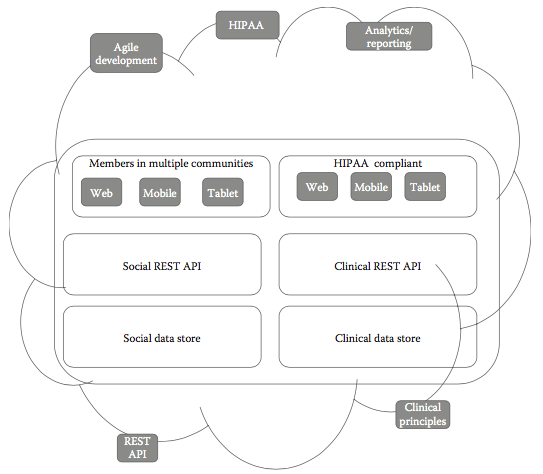 HIPAA
Analytics/
reporting
Agile
development
Members in multiple communities
Web
Mobile
Tablet
HIPAA compliant
Web
Mobile
Tablet
Social REST API
Clinical REST API
Social data store
Clinical data store
Clinical
principles
REST
API